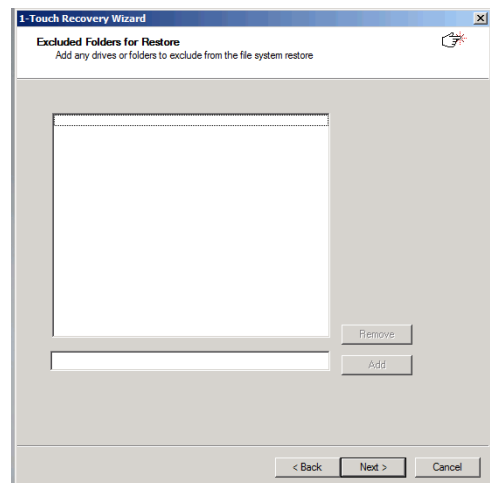 1-Touch Recovery Wizard
Excluded Folders for Restore
Add any drives or folders to exclude from the file system restore
Remove
Add
< Back
Next >
Cancel